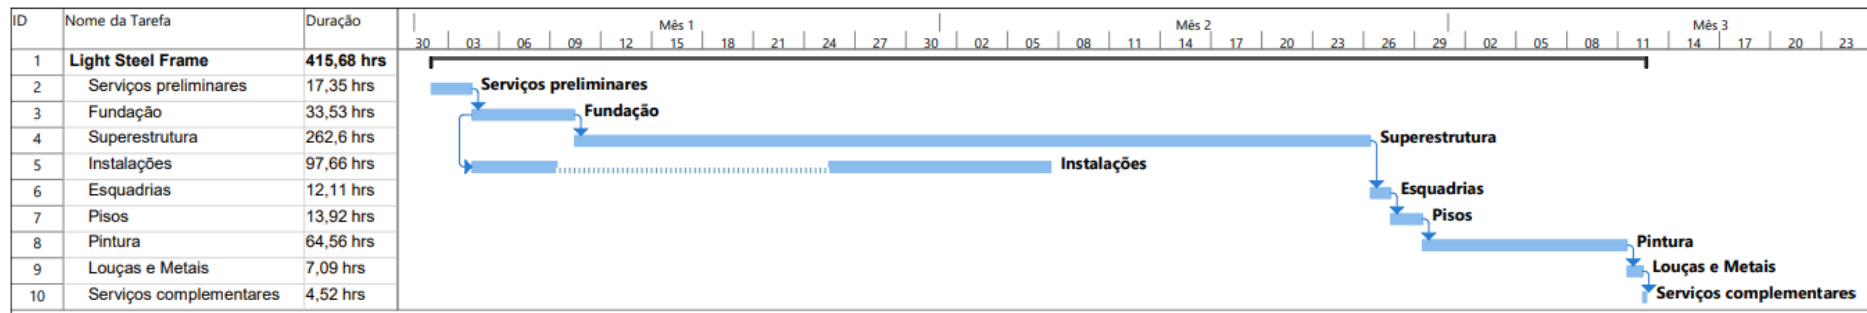 ID Nome da Tarefa Duração Mês 1 Mês 2 Mês 3
30 03 06 09 12 15 18 21 24 27 30 02 05 08 11 14 17 20 23 26 29 02 05 08 11 14 17 20 23
1 Light Steel Frame 415,68 hrs
2 Serviços preliminares 17,35 hrs Serviços preliminares
3 Fundação 33,53 hrs Fundação
4 Superestrutura 262,6 hrs Superestrutura
5 Instalações 97,66 hrs Instalações
6 Esquadrias 12,11 hrs Esquadrias
7 Pisos 13,92 hrs Pisos
8 Pintura 64,56 hrs Pintura
9 Louças e Metais 7,09 hrs Louças e Metais
10 Serviços complementares 4,52 hrs Serviços complementares